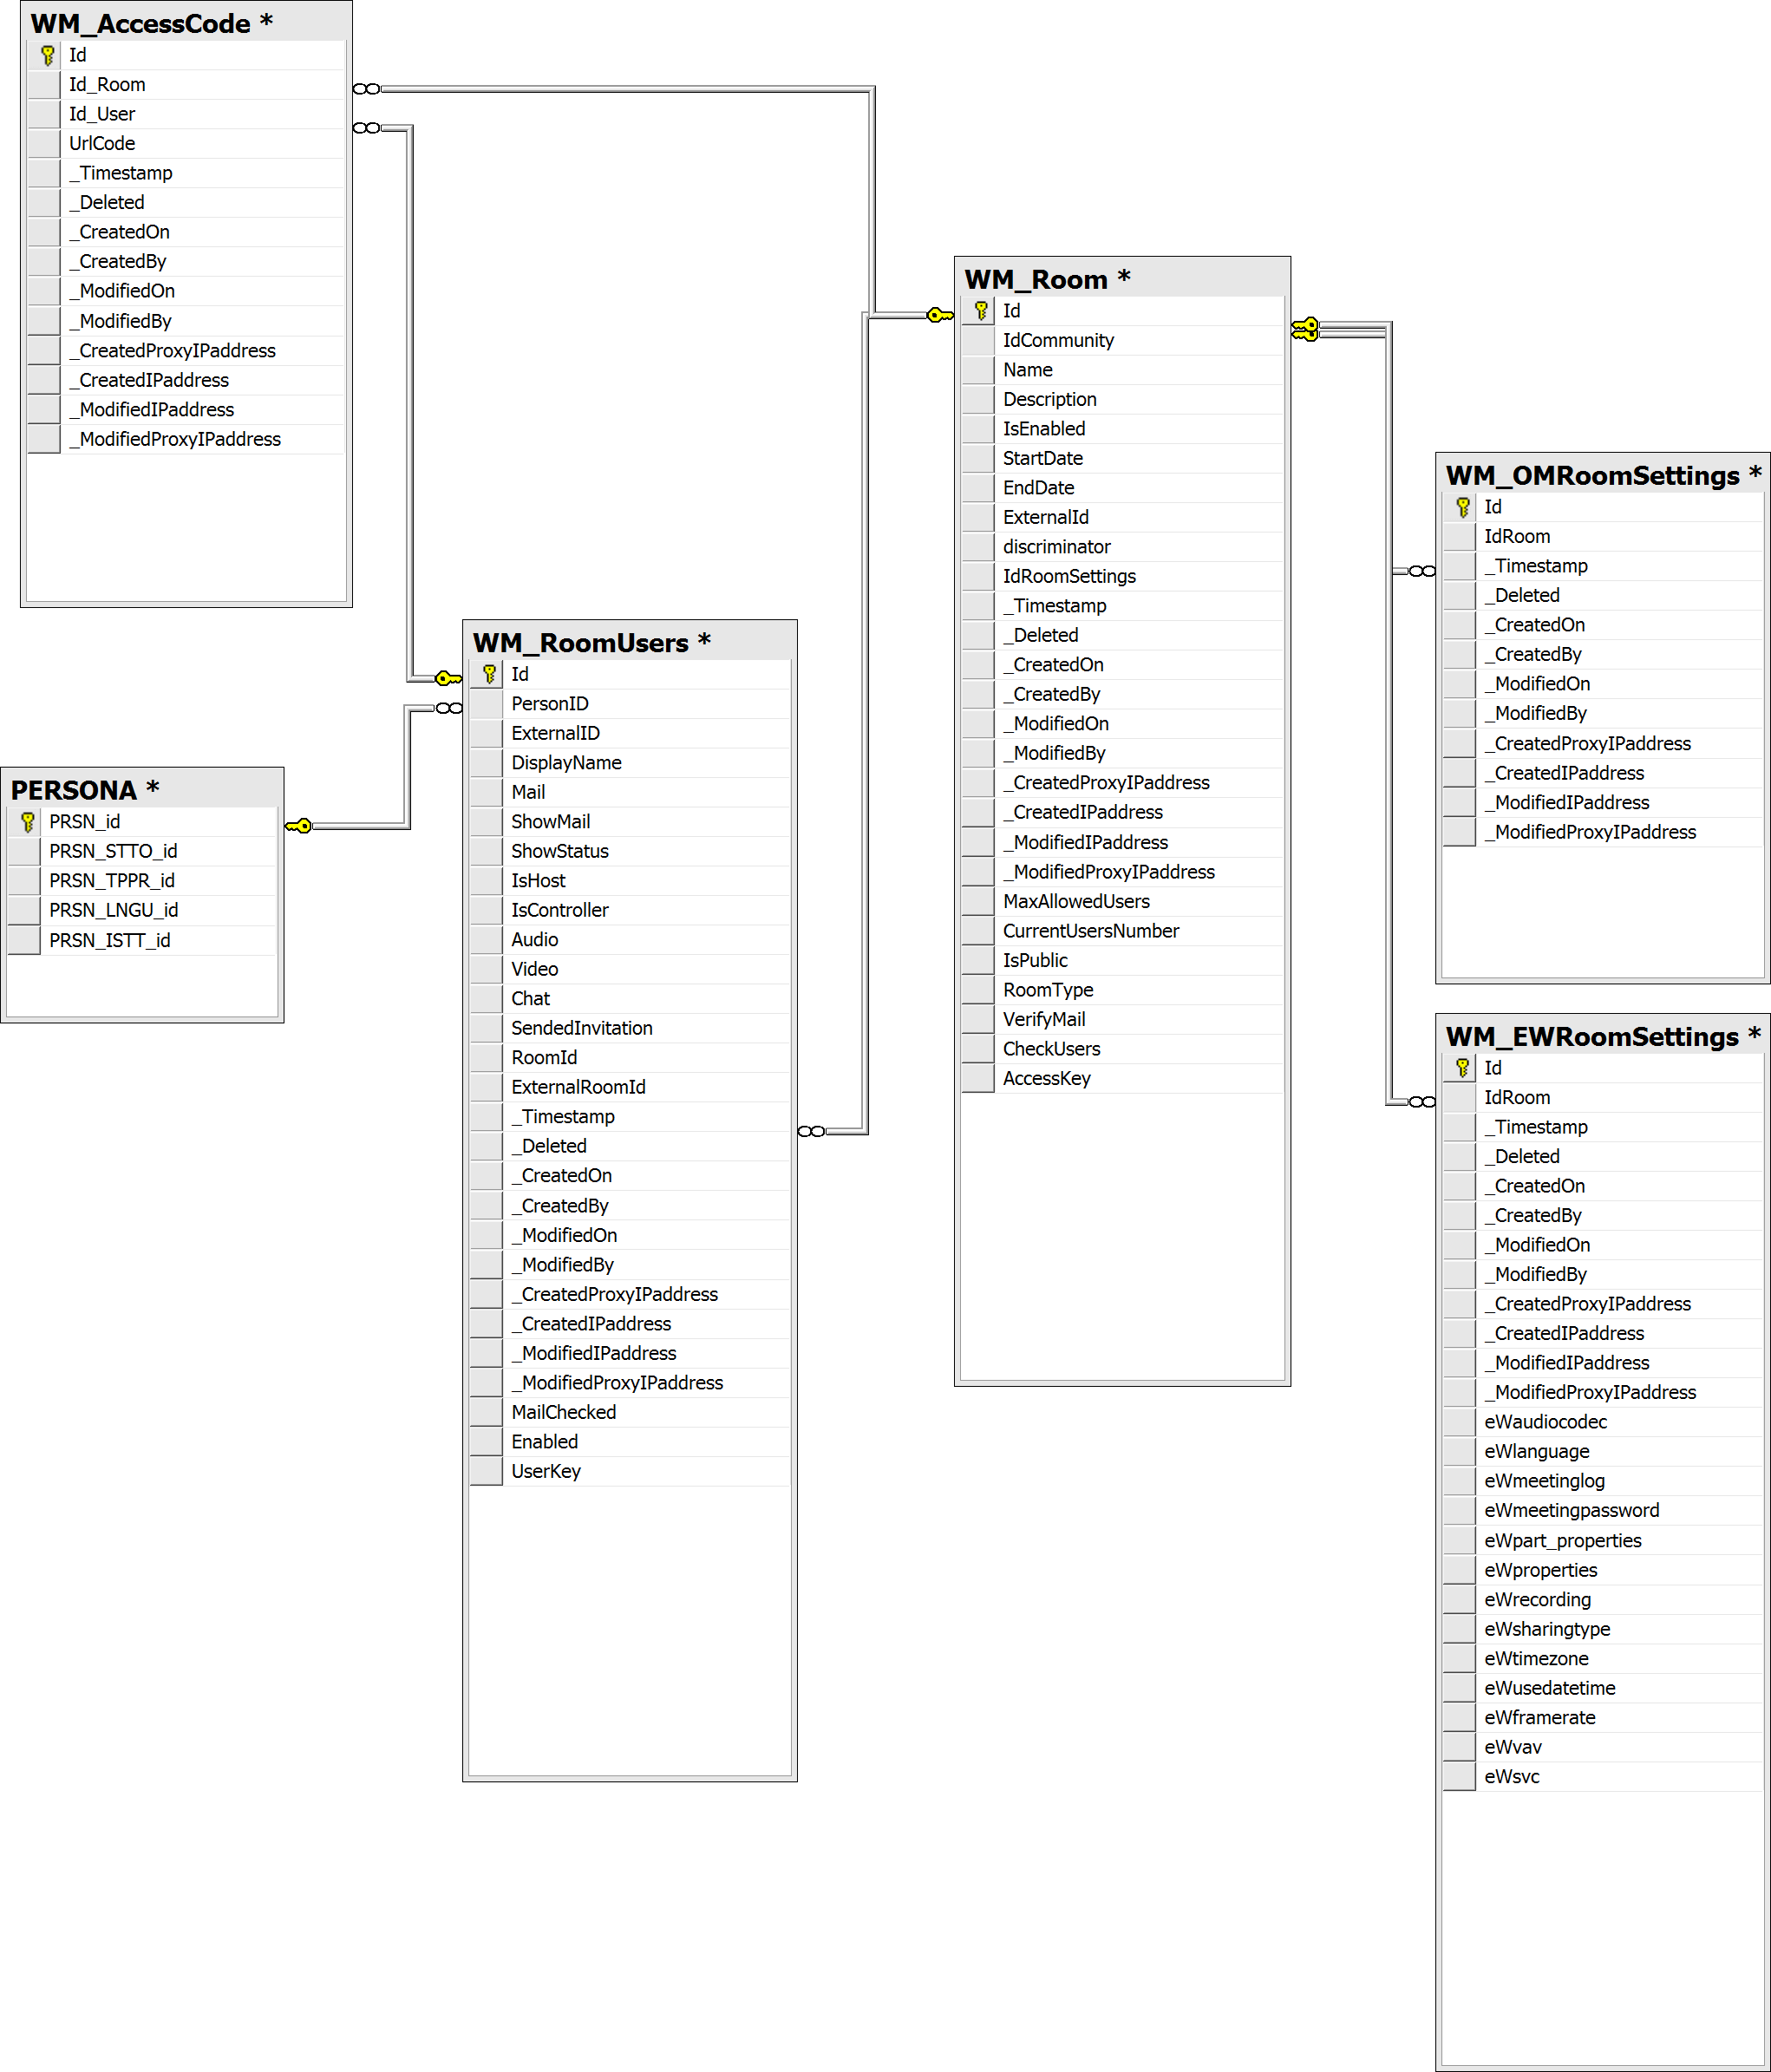 WM_AccessCode *
Id
Id_Room
Id_User
UrlCode
_Timestamp
_Deleted
_CreatedOn
_CreatedBy
_ModifiedOn
_ModifiedBy
_CreatedProxyIPaddress
_CreatedIPaddress
_ModifiedIPaddress
_ModifiedProxyIPaddress
PERSONA *
PRSN_id
PRSN_STTO_id
PRSN_TPPR_id
PRSN_LNGU_id
PRSN_ISTT_id
WM_RoomUsers *
Id
PersonID
ExternalID
DisplayName
Mail
ShowMail
ShowStatus
IsHost
IsController
Audio
Video
Chat
SendedInvitation
RoomId
ExternalRoomId
_Timestamp
_Deleted
_CreatedOn
_CreatedBy
_ModifiedOn
_ModifiedBy
_CreatedProxyIPaddress
_CreatedIPaddress
_ModifiedIPaddress
_ModifiedProxyIPaddress
MailChecked
Enabled
UserKey
WM_Room *
Id
IdCommunity
Name
Description
IsEnabled
StartDate
EndDate
ExternalId
discriminator
IdRoomSettings
_Timestamp
_Deleted
_CreatedOn
_CreatedBy
_ModifiedOn
_ModifiedBy
_CreatedProxyIPaddress
_CreatedIPaddress
_ModifiedIPaddress
_ModifiedProxyIPaddress
MaxAllowedUsers
CurrentUsersNumber
IsPublic
RoomType
VerifyMail
CheckUsers
AccessKey
WM_OMRoomSettings *
Id
IdRoom
_Timestamp
_Deleted
_CreatedOn
_CreatedBy
_ModifiedOn
_ModifiedBy
_CreatedProxyIPaddress
_CreatedIPaddress
_ModifiedIPaddress
_ModifiedProxyIPaddress
WM_EWRoomSettings *
Id
IdRoom
_Timestamp
_Deleted
_CreatedOn
_CreatedBy
_ModifiedOn
_ModifiedBy
_CreatedProxyIPaddress
_CreatedIPaddress
_ModifiedIPaddress
_ModifiedProxyIPaddress
eWaudiocodec
eWlanguage
eWmeetinglog
eWmeetingpassword
eWpart_properties
eWproperties
eWrecording
eWsharingtype
eWtimezone
eWusedatetime
eWframerate
eWvav
eWsvc